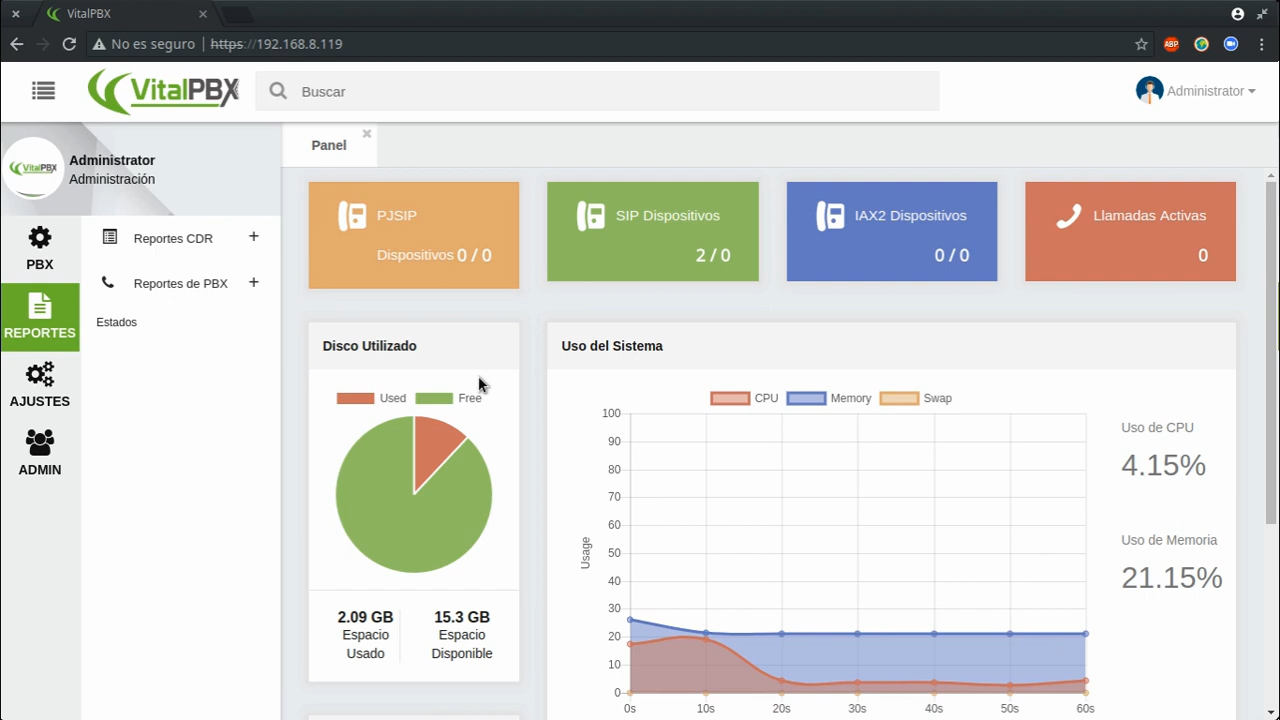 VitalPBX
No es seguro https://192.168.8.119
ABP
VitalPBX
Buscar
Administrator
VitalPBX
Administrator
Administración
Panel
PBX
REPORTES
AJUSTES
ADMIN
Reportes CDR +
Reportes de PBX +
Estados
PJSIP
Dispositivos 0 / 0
SIP Dispositivos
2 / 0
IAX2 Dispositivos
0 / 0
Llamadas Activas
0
Disco Utilizado
Used Free
2.09 GB
Espacio
Usado
15.3 GB
Espacio
Disponible
Uso del Sistema
CPU Memory Swap
Usage
100
90
80
70
60
50
40
30
20
10
0
0s 10s 20s 30s 40s 50s 60s
Uso de CPU
4.15%
Uso de Memoria
21.15%